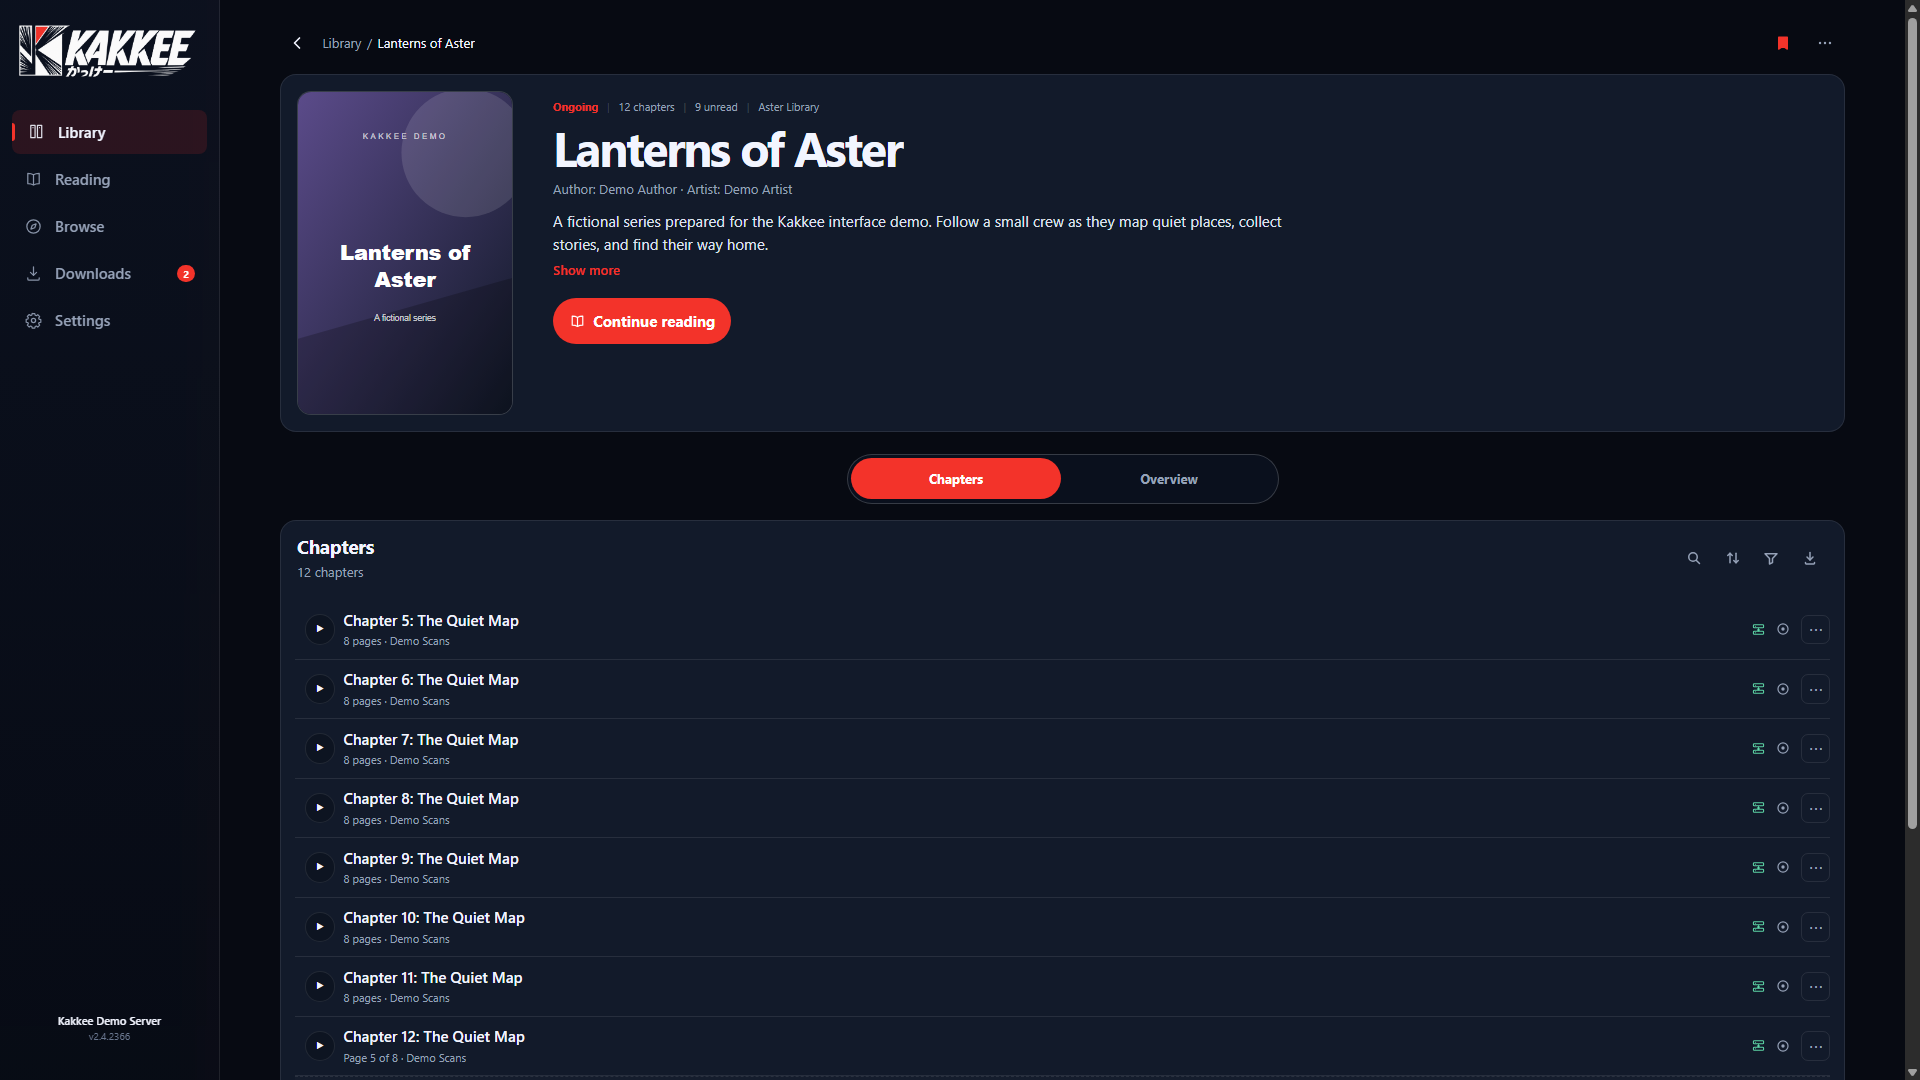 KAKKEE
かっけー
Library
Reading
Browse
Downloads 2
Settings
Kakkee Demo Server
v2.4.2366
Library / Lanterns of Aster
KAKKEE DEMO
Lanterns of
Aster
A fictional series
Ongoing | 12 chapters | 9 unread | Aster Library
Lanterns of Aster
Author: Demo Author · Artist: Demo Artist
A fictional series prepared for the Kakkee interface demo. Follow a small crew as they map quiet places, collect
stories, and find their way home.
Show more
Continue reading
Chapters Overview
Chapters
12 chapters
Chapter 5: The Quiet Map
8 pages · Demo Scans
Chapter 6: The Quiet Map
8 pages · Demo Scans
Chapter 7: The Quiet Map
8 pages · Demo Scans
Chapter 8: The Quiet Map
8 pages · Demo Scans
Chapter 9: The Quiet Map
8 pages · Demo Scans
Chapter 10: The Quiet Map
8 pages · Demo Scans
Chapter 11: The Quiet Map
8 pages · Demo Scans
Chapter 12: The Quiet Map
Page 5 of 8 · Demo Scans